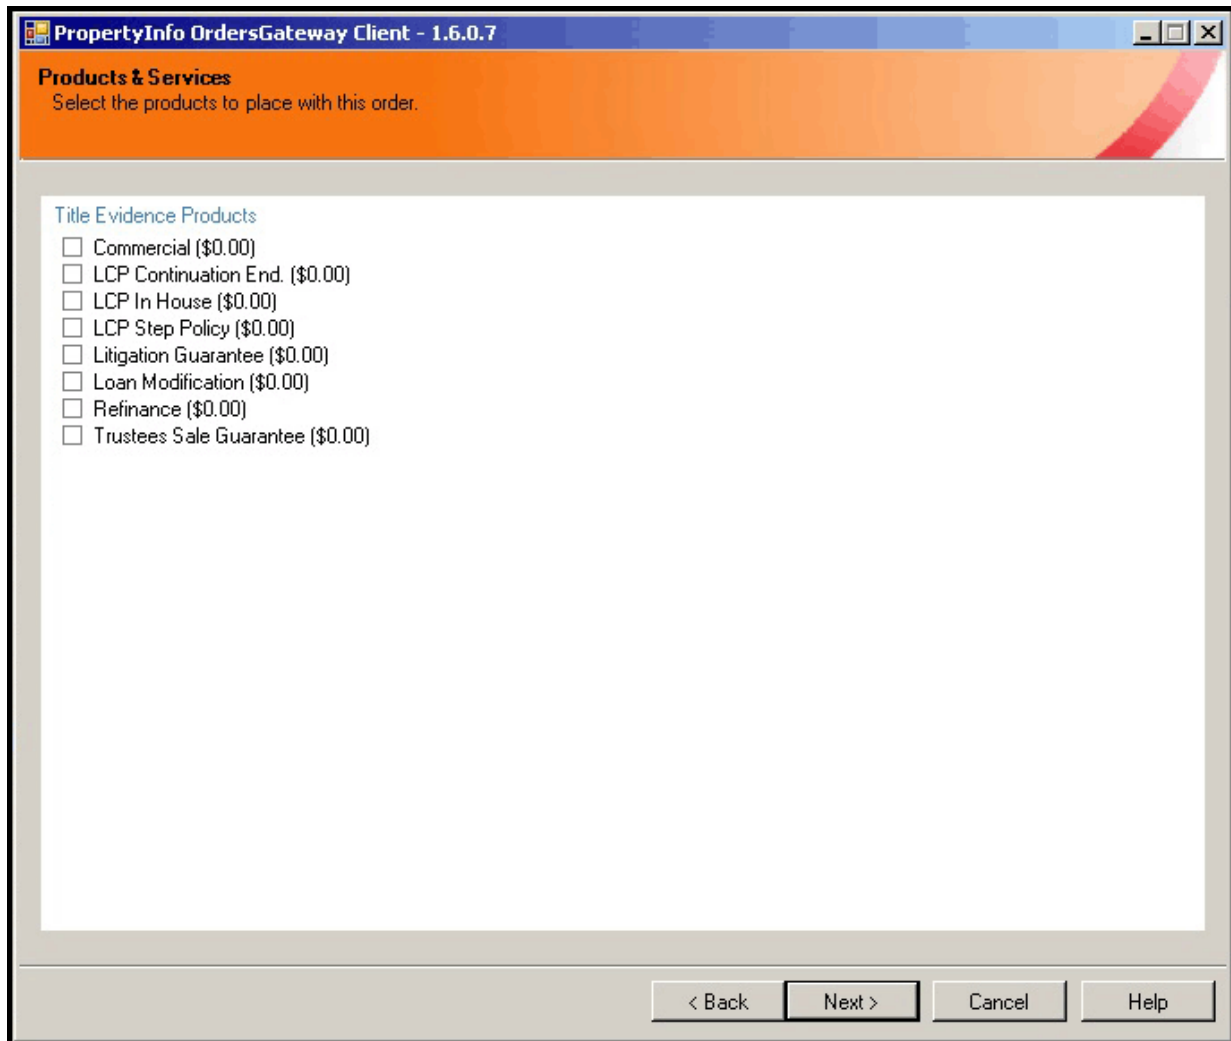 PropertyInfo OrdersGateway Client - 1.6.0.7
Products & Services
Select the products to place with this order.
Title Evidence Products
Commercial ($0.00)
LCP Continuation End. ($0.00)
LCP In House ($0.00)
LCP Step Policy ($0.00)
Litigation Guarantee ($0.00)
Loan Modification ($0.00)
Refinance ($0.00)
Trustees Sale Guarantee ($0.00)
< Back Next > Cancel Help